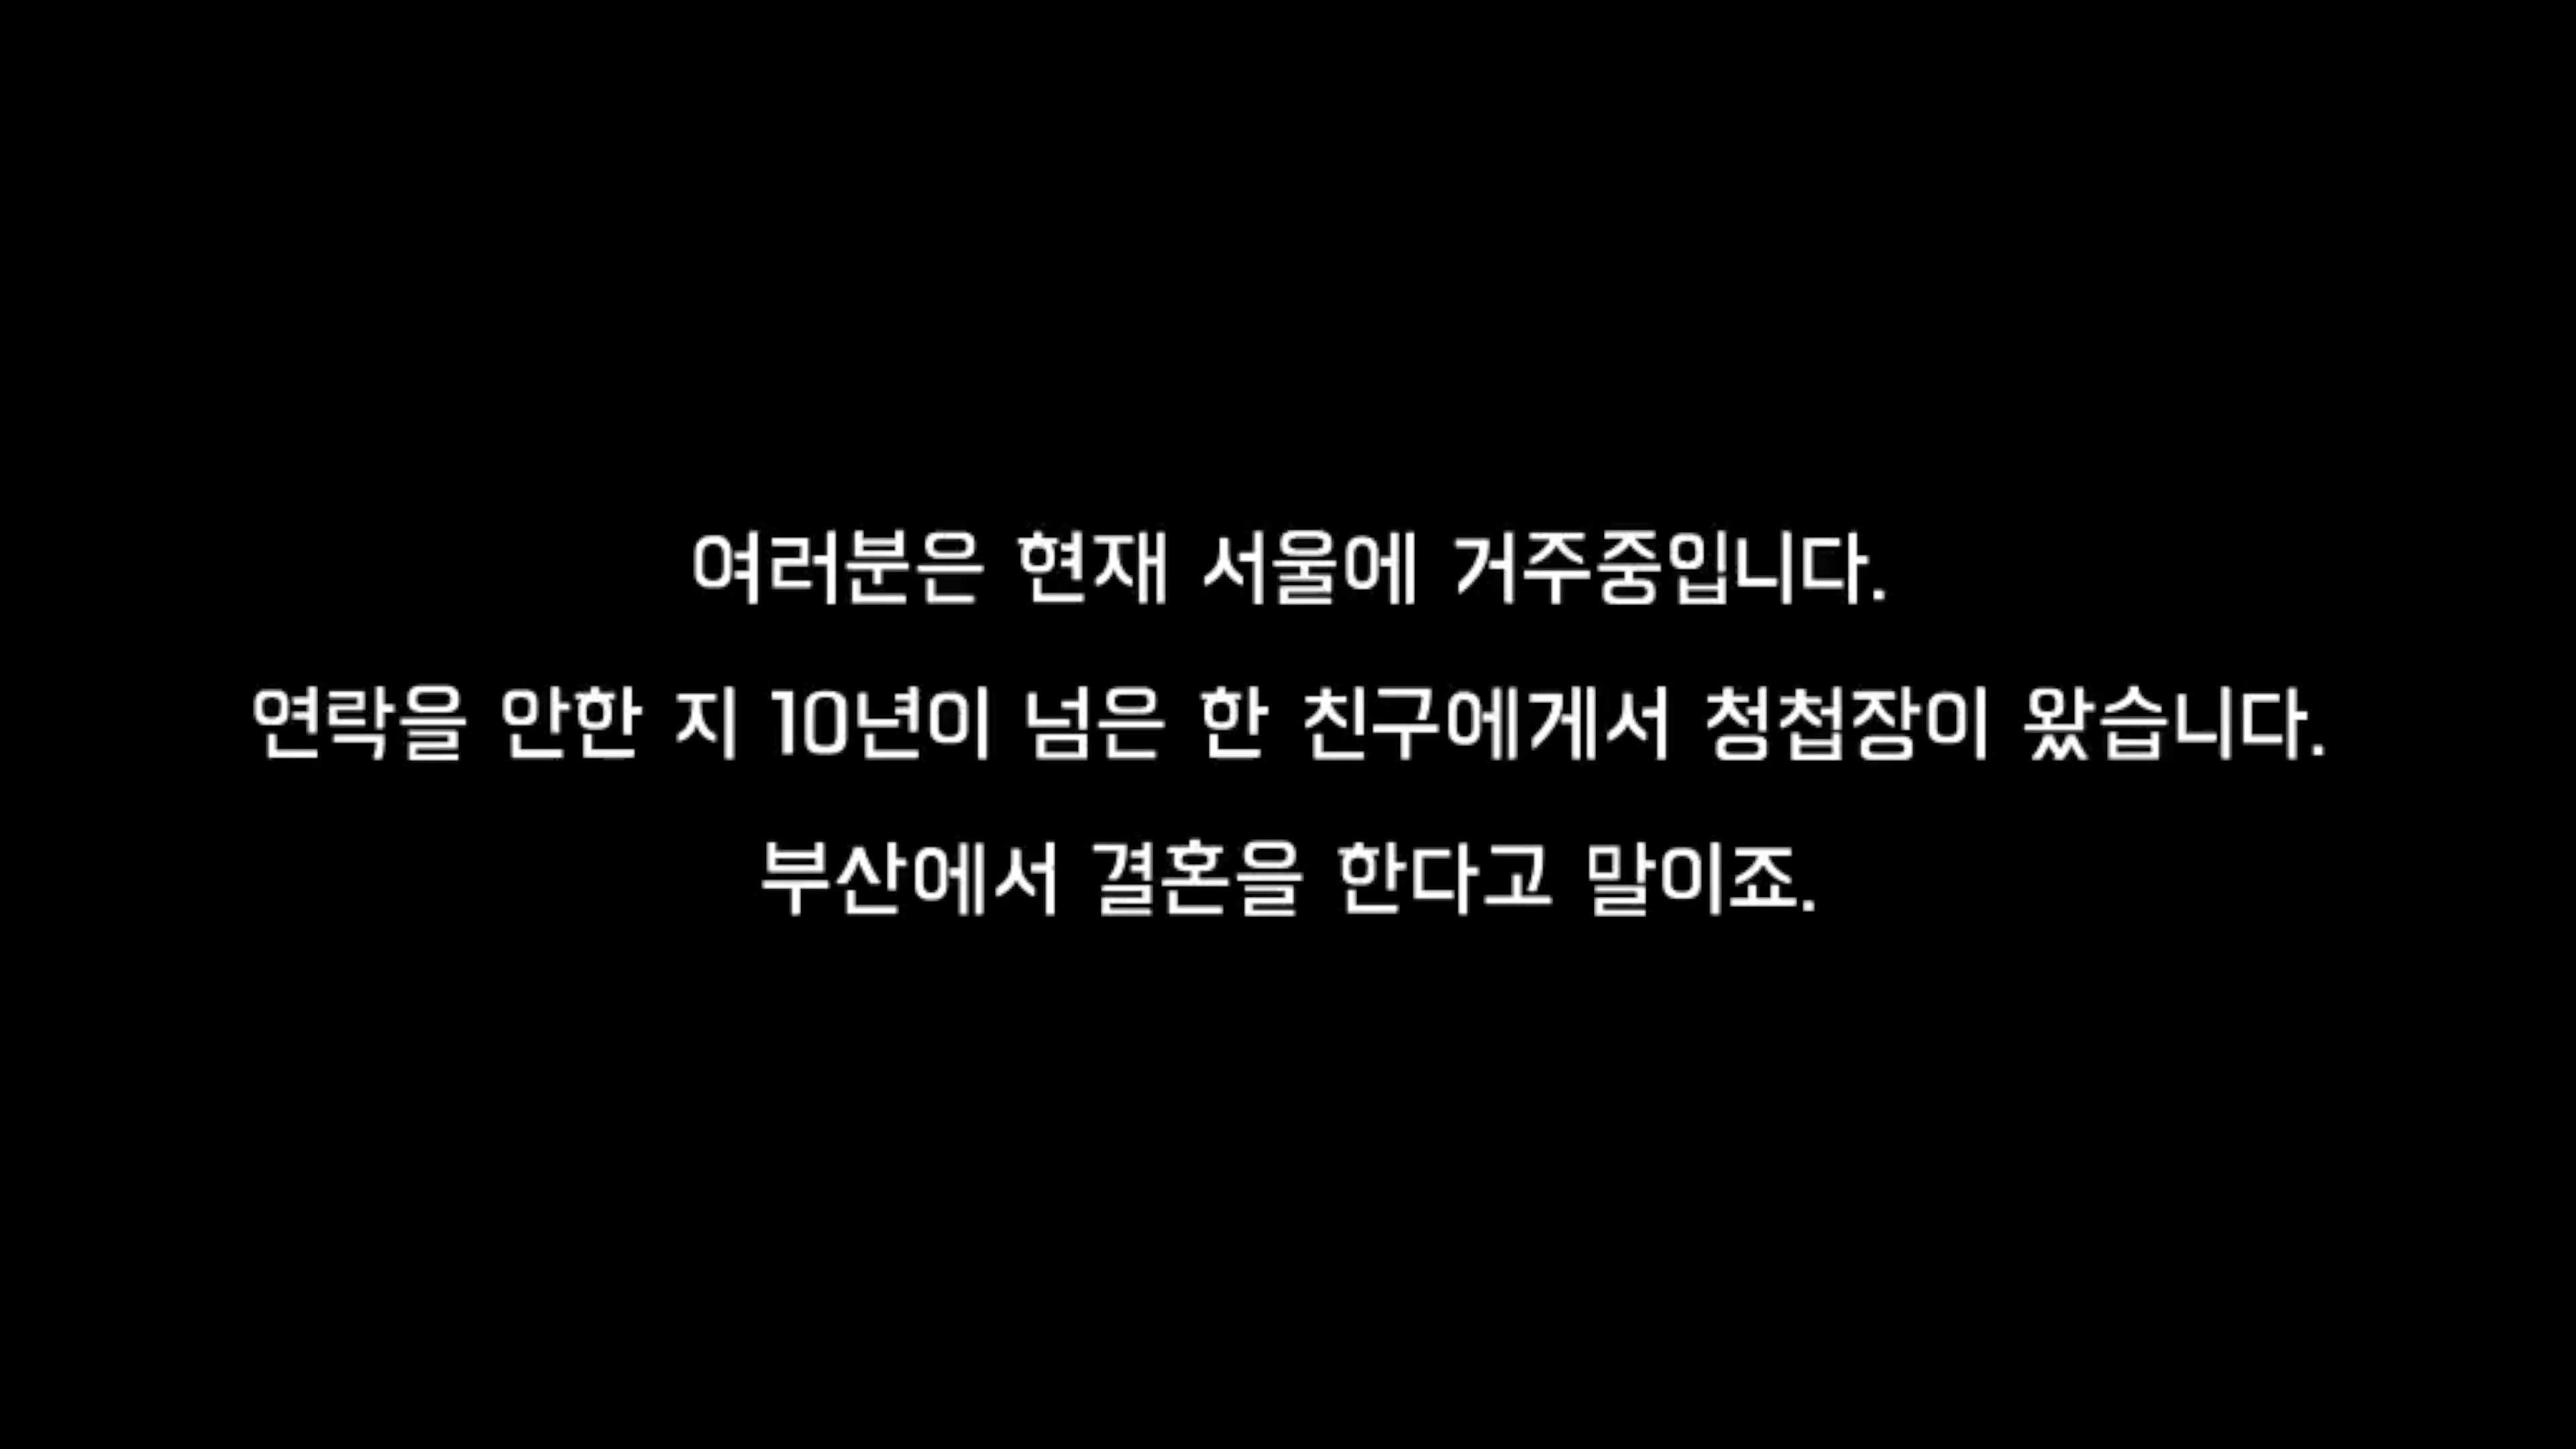 여러분은 현재 서울에 거주중입니다.
연락을 안한 지 10년이 넘은 한 친구에게서 청첩장이 왔습니다.
부산에서 결혼을 한다고 말이죠.